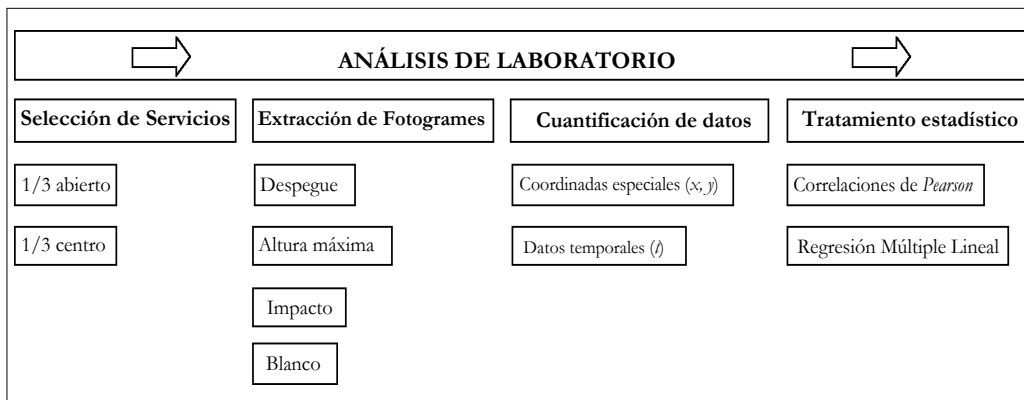 ANÁLISIS DE LABORATORIO
Selección de Servicios
Extracción de Fotogrames
Cuantificación de datos
Tratamiento estadístico
1/3 abierto
Despegue
Coordinadas especiales (x, y)
Correlaciones de Pearson
1/3 centro
Altura máxima
Datos temporales (t)
Regresión Múltiple Lineal
Impacto
Blanco